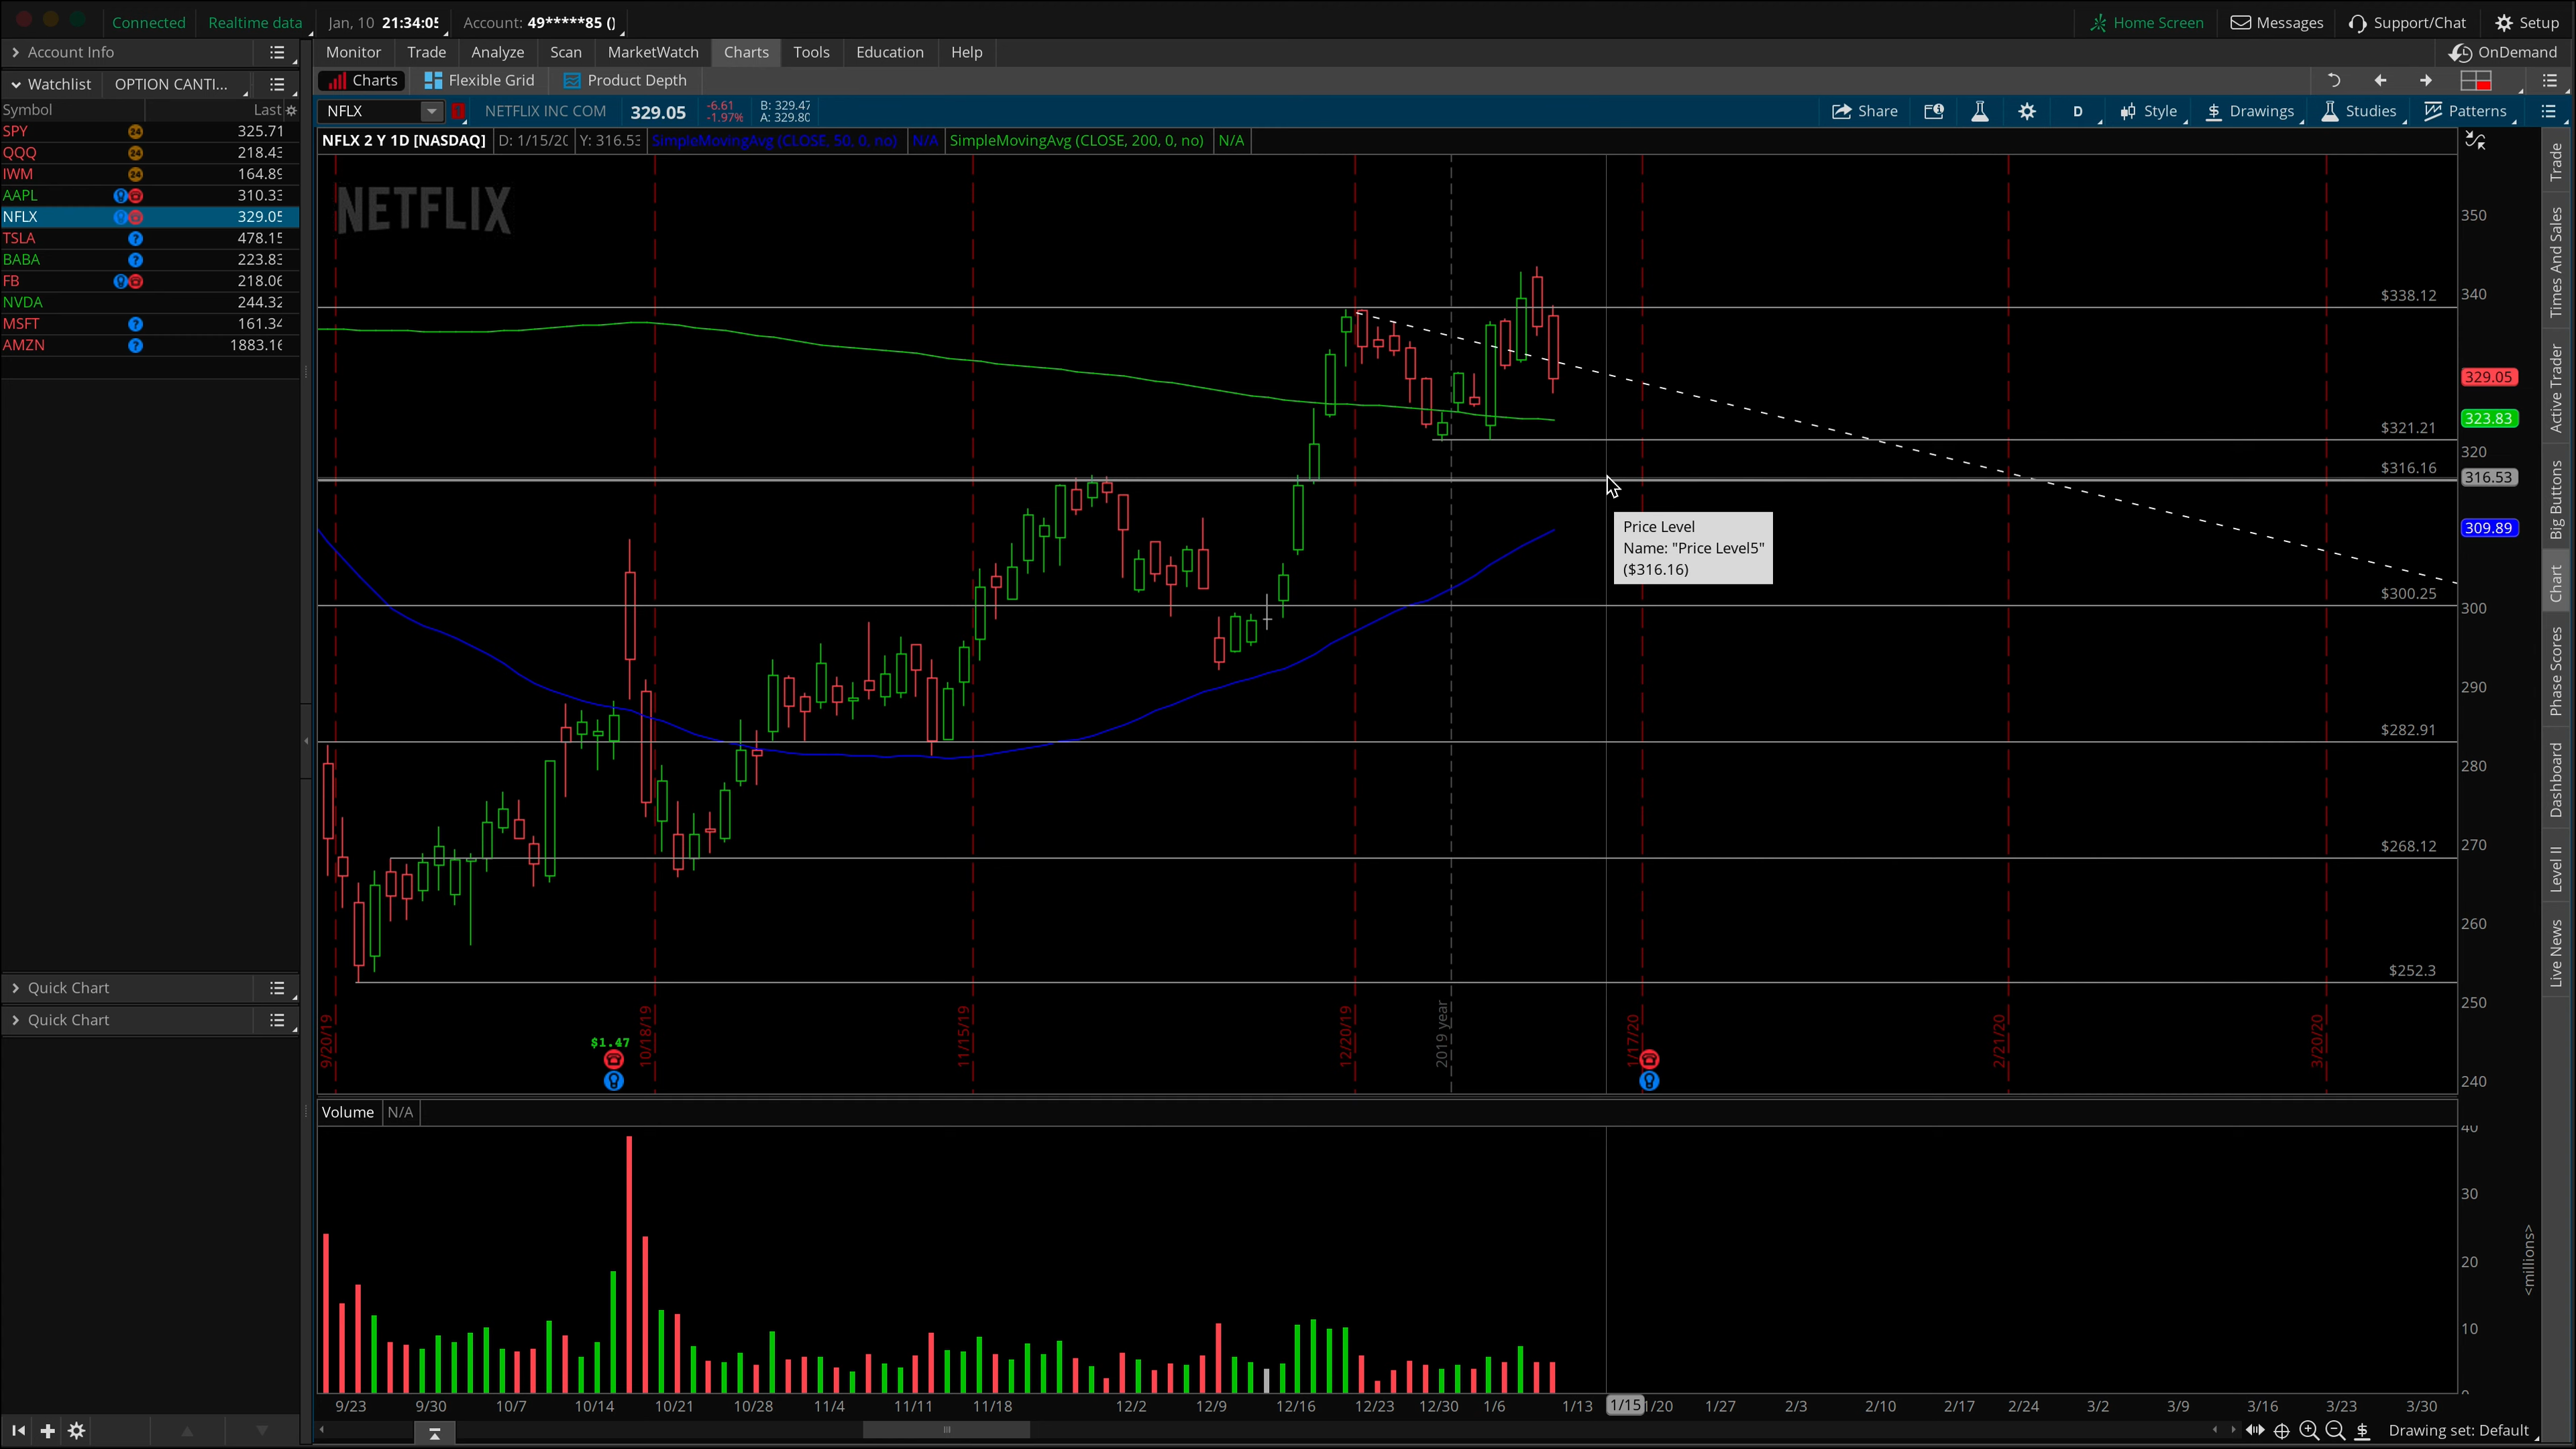 Connected Realtime data Jan, 10 21:34:05 Account: 49*****85 () Home Screen Messages Support/Chat Setup
Account Info Monitor Trade Analyze Scan MarketWatch Charts Tools Education Help OnDemand
Watchlist OPTION CANTI... Charts Flexible Grid Product Depth
Symbol Last
SPY 24 325.71
QQQ 24 218.43
IWM 24 164.89
AAPL 310.33
NFLX 329.05
TSLA ? 478.15
BABA ? 223.83
FB 218.06
NVDA 244.32
MSFT ? 161.34
AMZN ? 1883.16
Quick Chart
Quick Chart
NFLX NETFLIX INC COM 329.05 -6.61 B: 329.47
-1.97% A: 329.80
Share D Style $ Drawings Studies Patterns
NFLX 2 Y 1D [NASDAQ] D: 1/15/20 Y: 316.53 SimpleMovingAvg (CLOSE, 50, 0, no) N/A SimpleMovingAvg (CLOSE, 200, 0, no) N/A
NETFLIX
350
$338.12 340
329.05
323.83
$321.21
320
$316.16
316.53
309.89
Price Level
Name: "Price Level5"
($316.16)
$300.25
300
290
$282.91
280
$268.12 270
260
$252.3
250
240
9/20/19
10/18/19
11/15/19
12/20/19
2019 year
1/17/20
2/21/20
3/20/20
$1.47
Volume N/A
40
30
20
10
<millions>
9/23 9/30 10/7 10/14 10/21 10/28 11/4 11/11 11/18 12/2 12/9 12/16 12/23 12/30 1/6 1/13 1/15 1/20 1/27 2/3 2/10 2/17 2/24 3/2 3/9 3/16 3/23 3/30
$ Drawing set: Default
Trade
Times And Sales
Active Trader
Big Buttons
Chart
Phase Scores
Dashboard
Level II
Live News